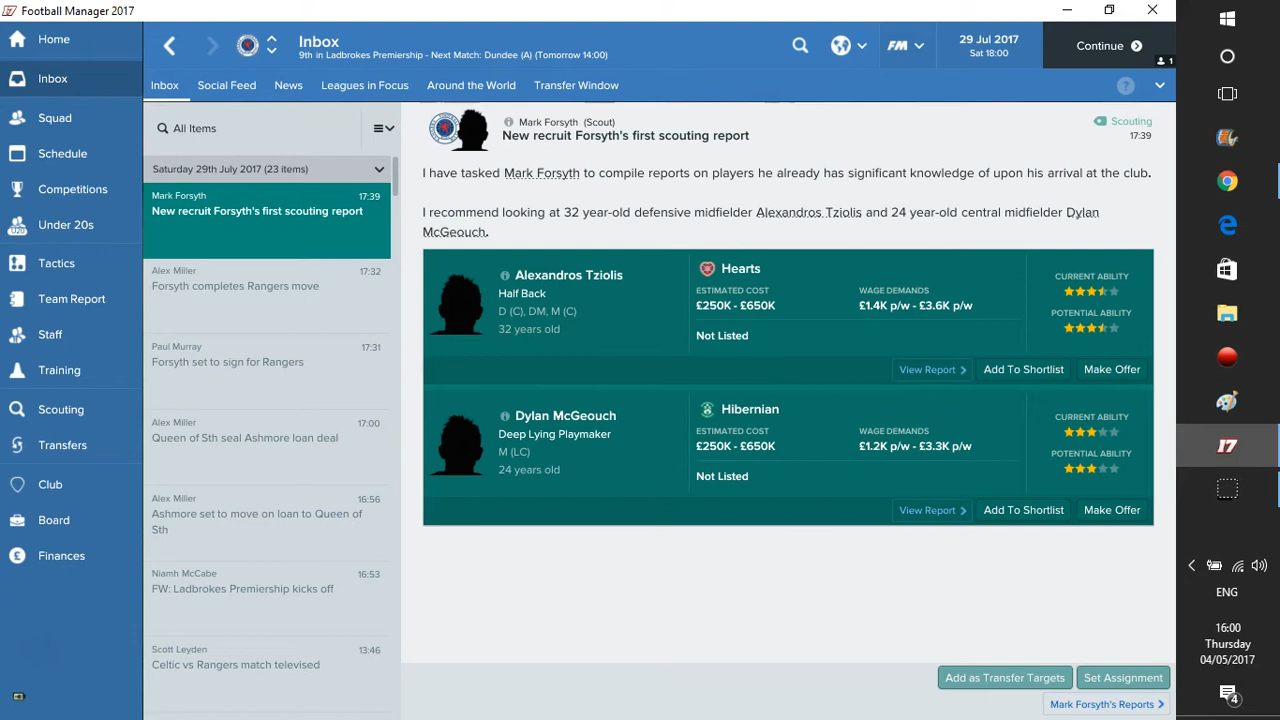 Football Manager 2017
Home
Inbox
Squad
Schedule
Competitions
U20
Under 20s
Tactics
Team Report
Staff
Training
Scouting
Transfers
Club
Board
Finances
Inbox
9th in Ladbrokes Premiership - Next Match: Dundee (A) (Tomorrow 14:00)
FM
29 Jul 2017
Sat 18:00
Continue
1
Inbox
Social Feed
News
Leagues in Focus
Around the World
Transfer Window
?
All Items
Saturday 29th July 2017 (23 items)
Mark Forsyth 17:39
New recruit Forsyth's first scouting report
Alex Miller 17:32
Forsyth completes Rangers move
Paul Murray 17:31
Forsyth set to sign for Rangers
Alex Miller 17:00
Queen of Sth seal Ashmore loan deal
Alex Miller 16:56
Ashmore set to move on loan to Queen of
Sth
Niamh McCabe 16:53
FW: Ladbrokes Premiership kicks off
Scott Leyden 13:46
Celtic vs Rangers match televised
Mark Forsyth (Scout)
New recruit Forsyth's first scouting report
Scouting
17:39
I have tasked Mark Forsyth to compile reports on players he already has significant knowledge of upon his arrival at the club.
I recommend looking at 32 year-old defensive midfielder Alexandros Tziolis and 24 year-old central midfielder Dylan
McGeouch.
Alexandros Tziolis
Half Back
D (C), DM, M (C)
32 years old
Hearts
ESTIMATED COST
£250K - £650K
WAGE DEMANDS
£1.4K p/w - £3.6K p/w
Not Listed
CURRENT ABILITY
POTENTIAL ABILITY
View Report
Add To Shortlist
Make Offer
Dylan McGeouch
Deep Lying Playmaker
M (LC)
24 years old
Hibernian
ESTIMATED COST
£250K - £650K
WAGE DEMANDS
£1.2K p/w - £3.3K p/w
Not Listed
CURRENT ABILITY
POTENTIAL ABILITY
View Report
Add To Shortlist
Make Offer
Add as Transfer Targets
Set Assignment
Mark Forsyth's Reports
17
ENG
16:00
Thursday
04/05/2017
4